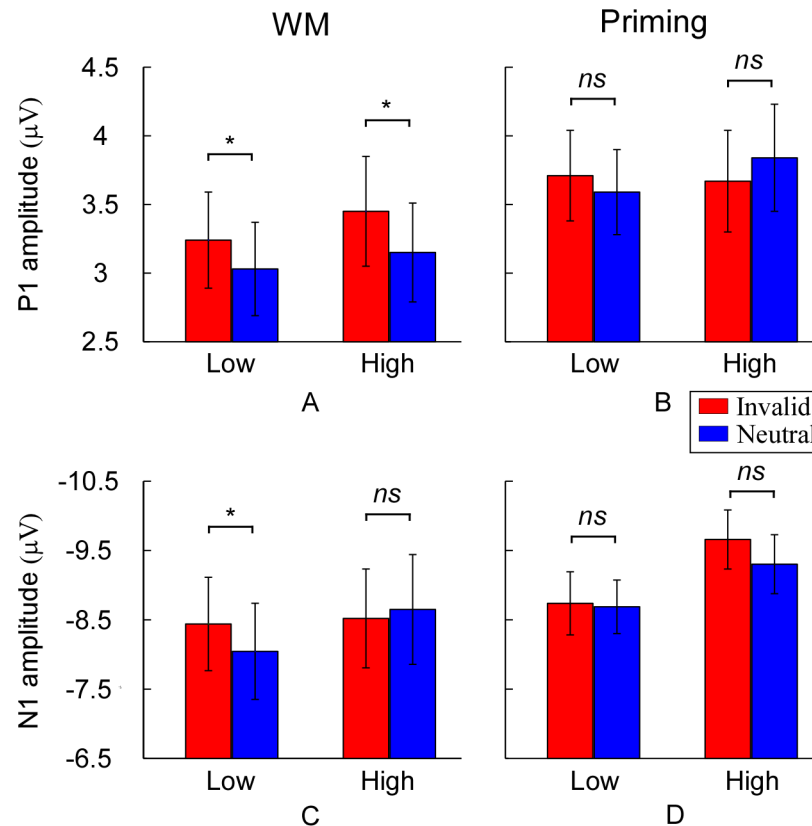 WM
Priming
P1 amplitude (μV)
4.5
4
3.5
3
2.5
*
*
ns
ns
Low
High
Low
High
A
B
Invalid
Neutral
N1 amplitude (μV)
-10.5
-9.5
-8.5
-7.5
-6.5
*
ns
ns
ns
Low
High
Low
High
C
D